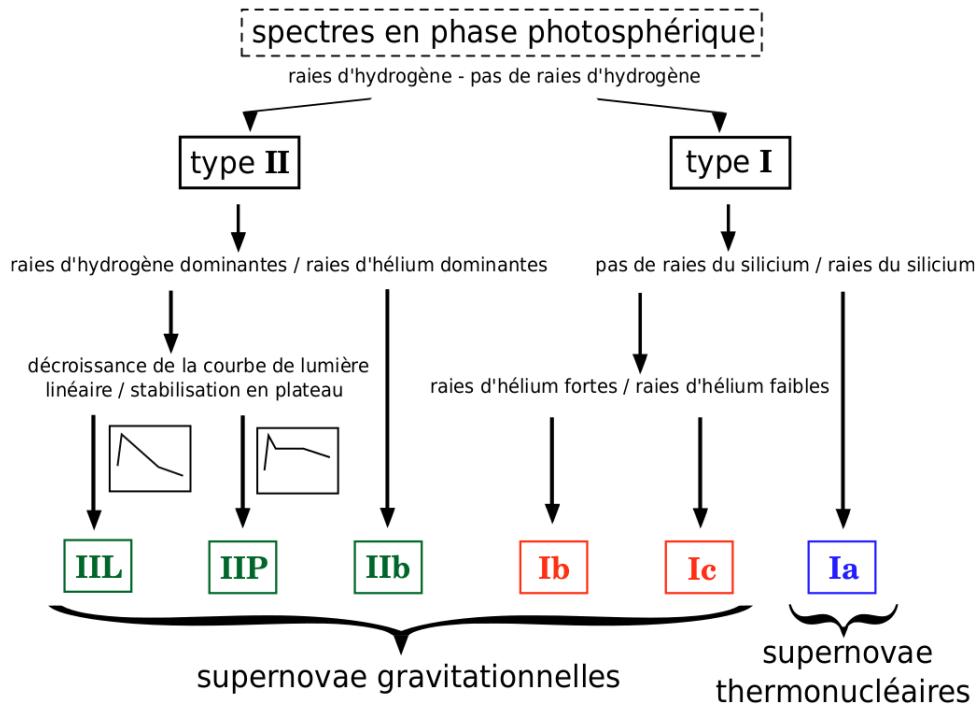 spectres en phase photosphérique
raies d'hydrogène - pas de raies d'hydrogène
type II
type I
raies d'hydrogène dominantes / raies d'hélium dominantes
pas de raies du silicium / raies du silicium
décroissance de la courbe de lumière
linéaire / stabilisation en plateau
raies d'hélium fortes / raies d'hélium faibles
IIL
IIP
IIb
Ib
Ic
Ia
supernovae gravitationnelles
supernovae
thermonucléaires